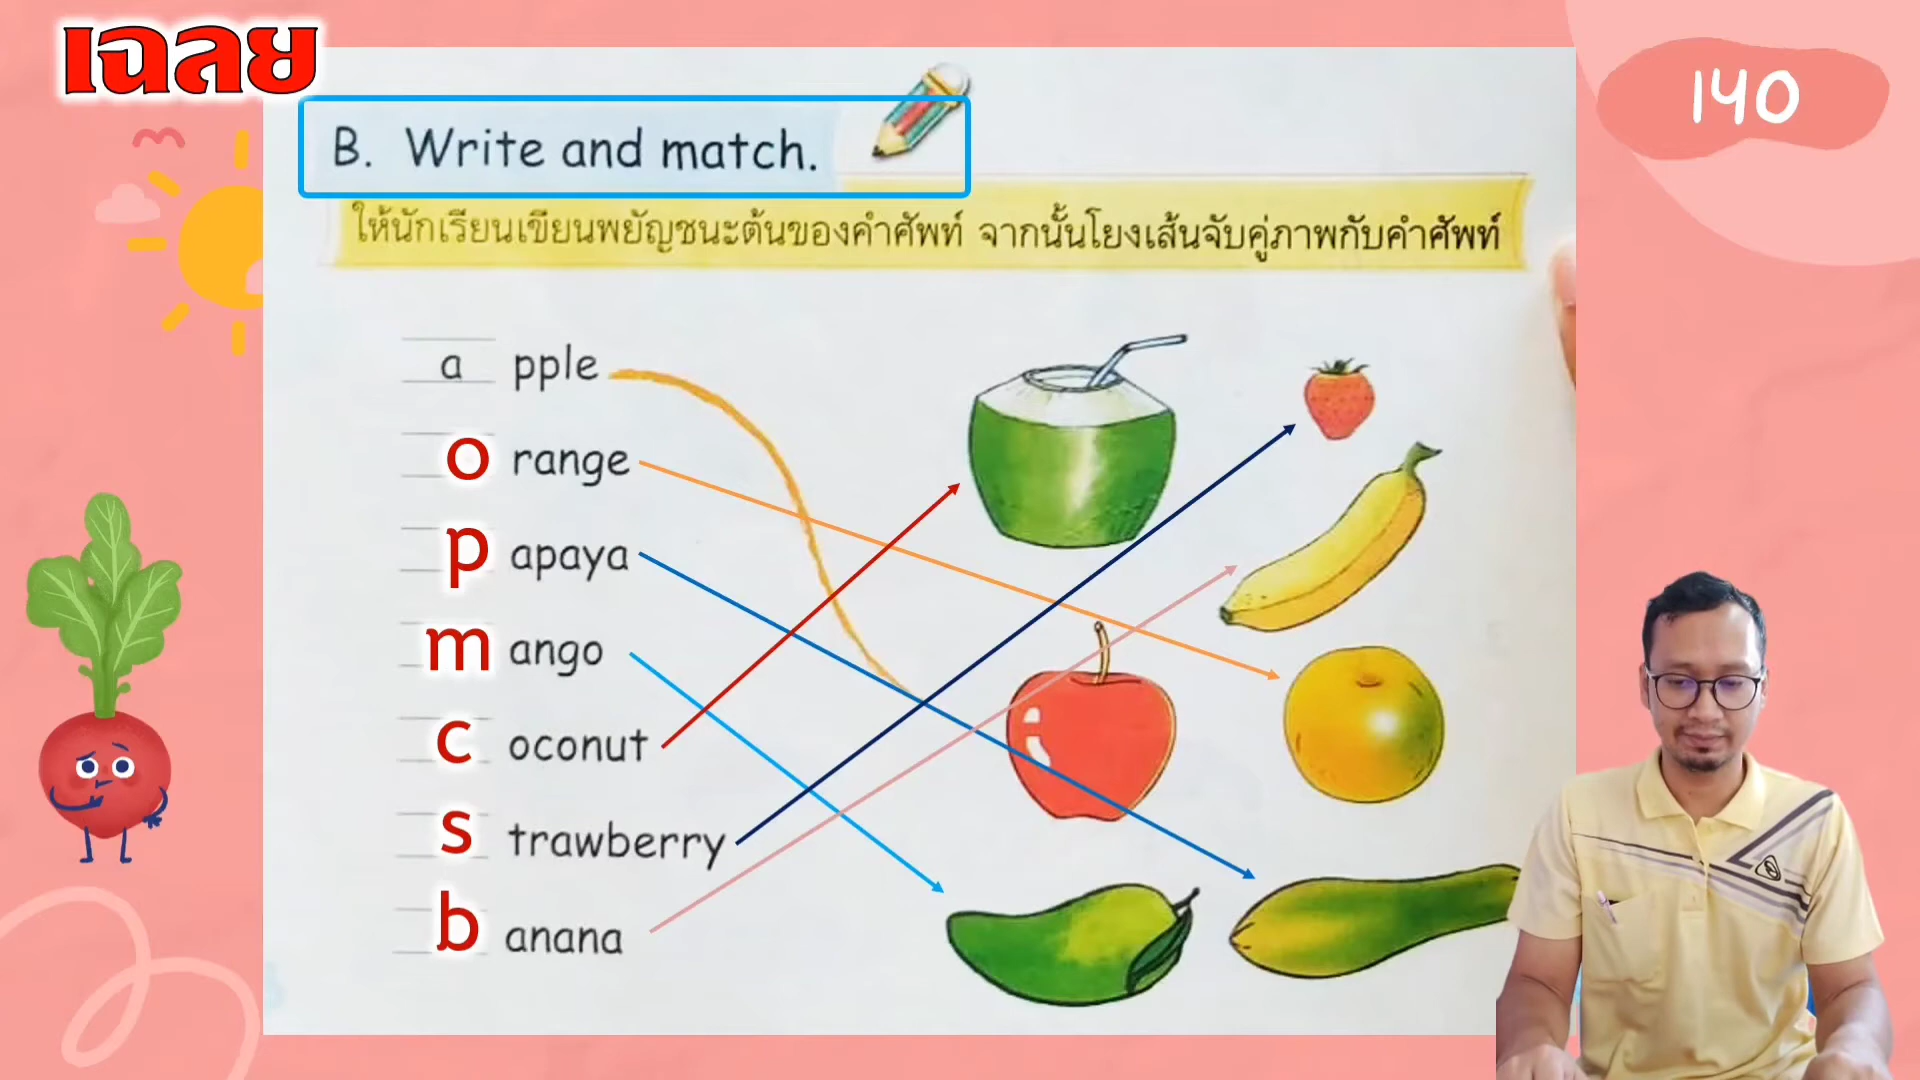 เฉลย
140
B. Write and match.
ให้นักเรียนเขียนพยัญชนะต้นของคำศัพท์ จากนั้นโยงเส้นจับคู่ภาพกับคำศัพท์
a pple
o range
p apaya
m ango
c oconut
s trawberry
b anana